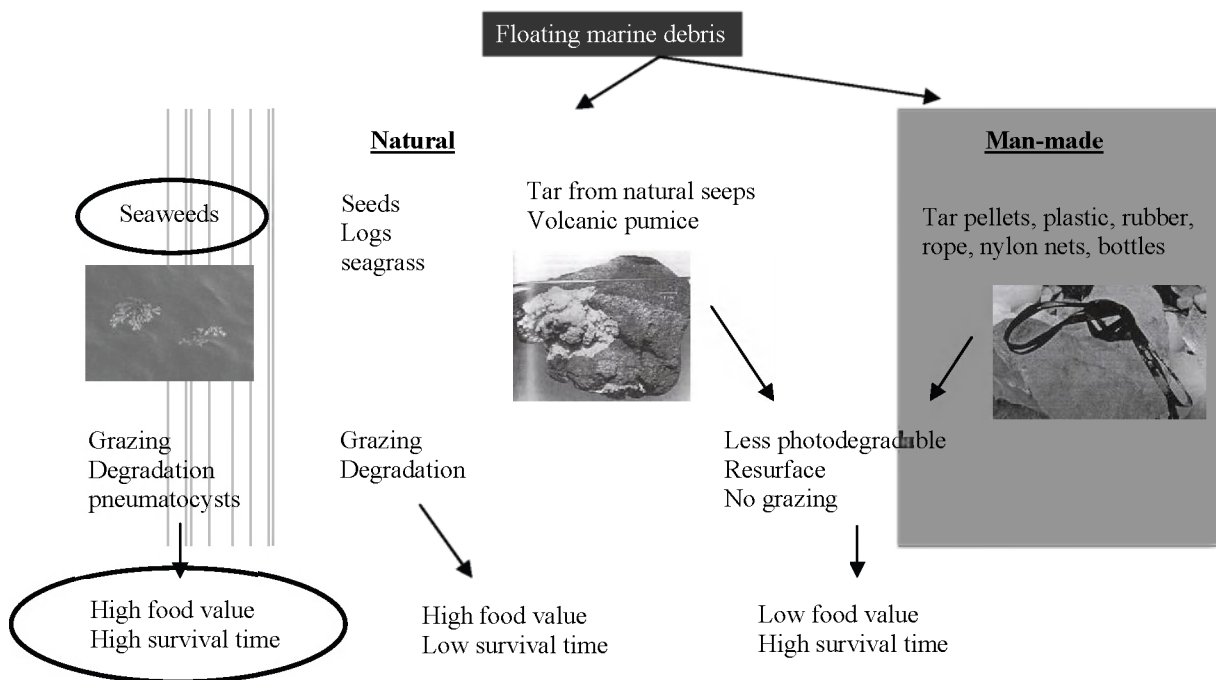 Floating marine debris
Natural
Man-made
Seaweeds
Seeds
Logs
seagrass
Tar from natural seeps
Volcanic pumice
Tar pellets, plastic, rubber,
rope, nylon nets, bottles
Grazing
Degradation
pneumatocysts
Grazing
Degradation
Less photodegradable
Resurface
No grazing
High food value
High survival time
High food value
Low survival time
Low food value
High survival time